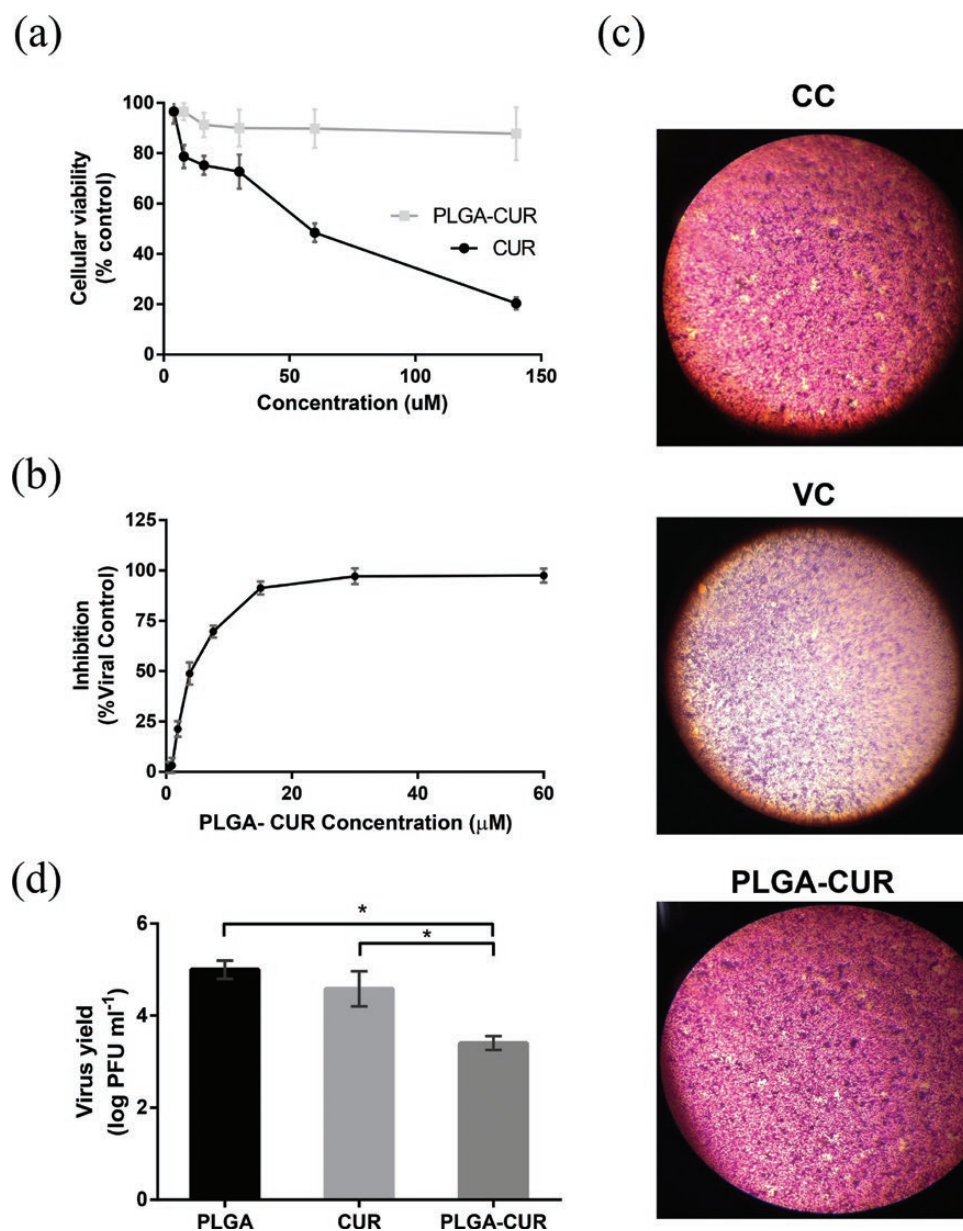 (a)
100
80
60
40
20
0
Cellular viability
(% control)
PLGA-CUR
CUR
0
50
100
150
Concentration (uM)
(b)
125
100
75
50
25
0
Inhibition
(%Viral Control)
0
20
40
60
PLGA- CUR Concentration (μM)
(d)
6
4
2
0
Virus yield
(log PFU ml⁻¹)
*
*
PLGA
CUR
PLGA-CUR
(c)
CC
VC
PLGA-CUR